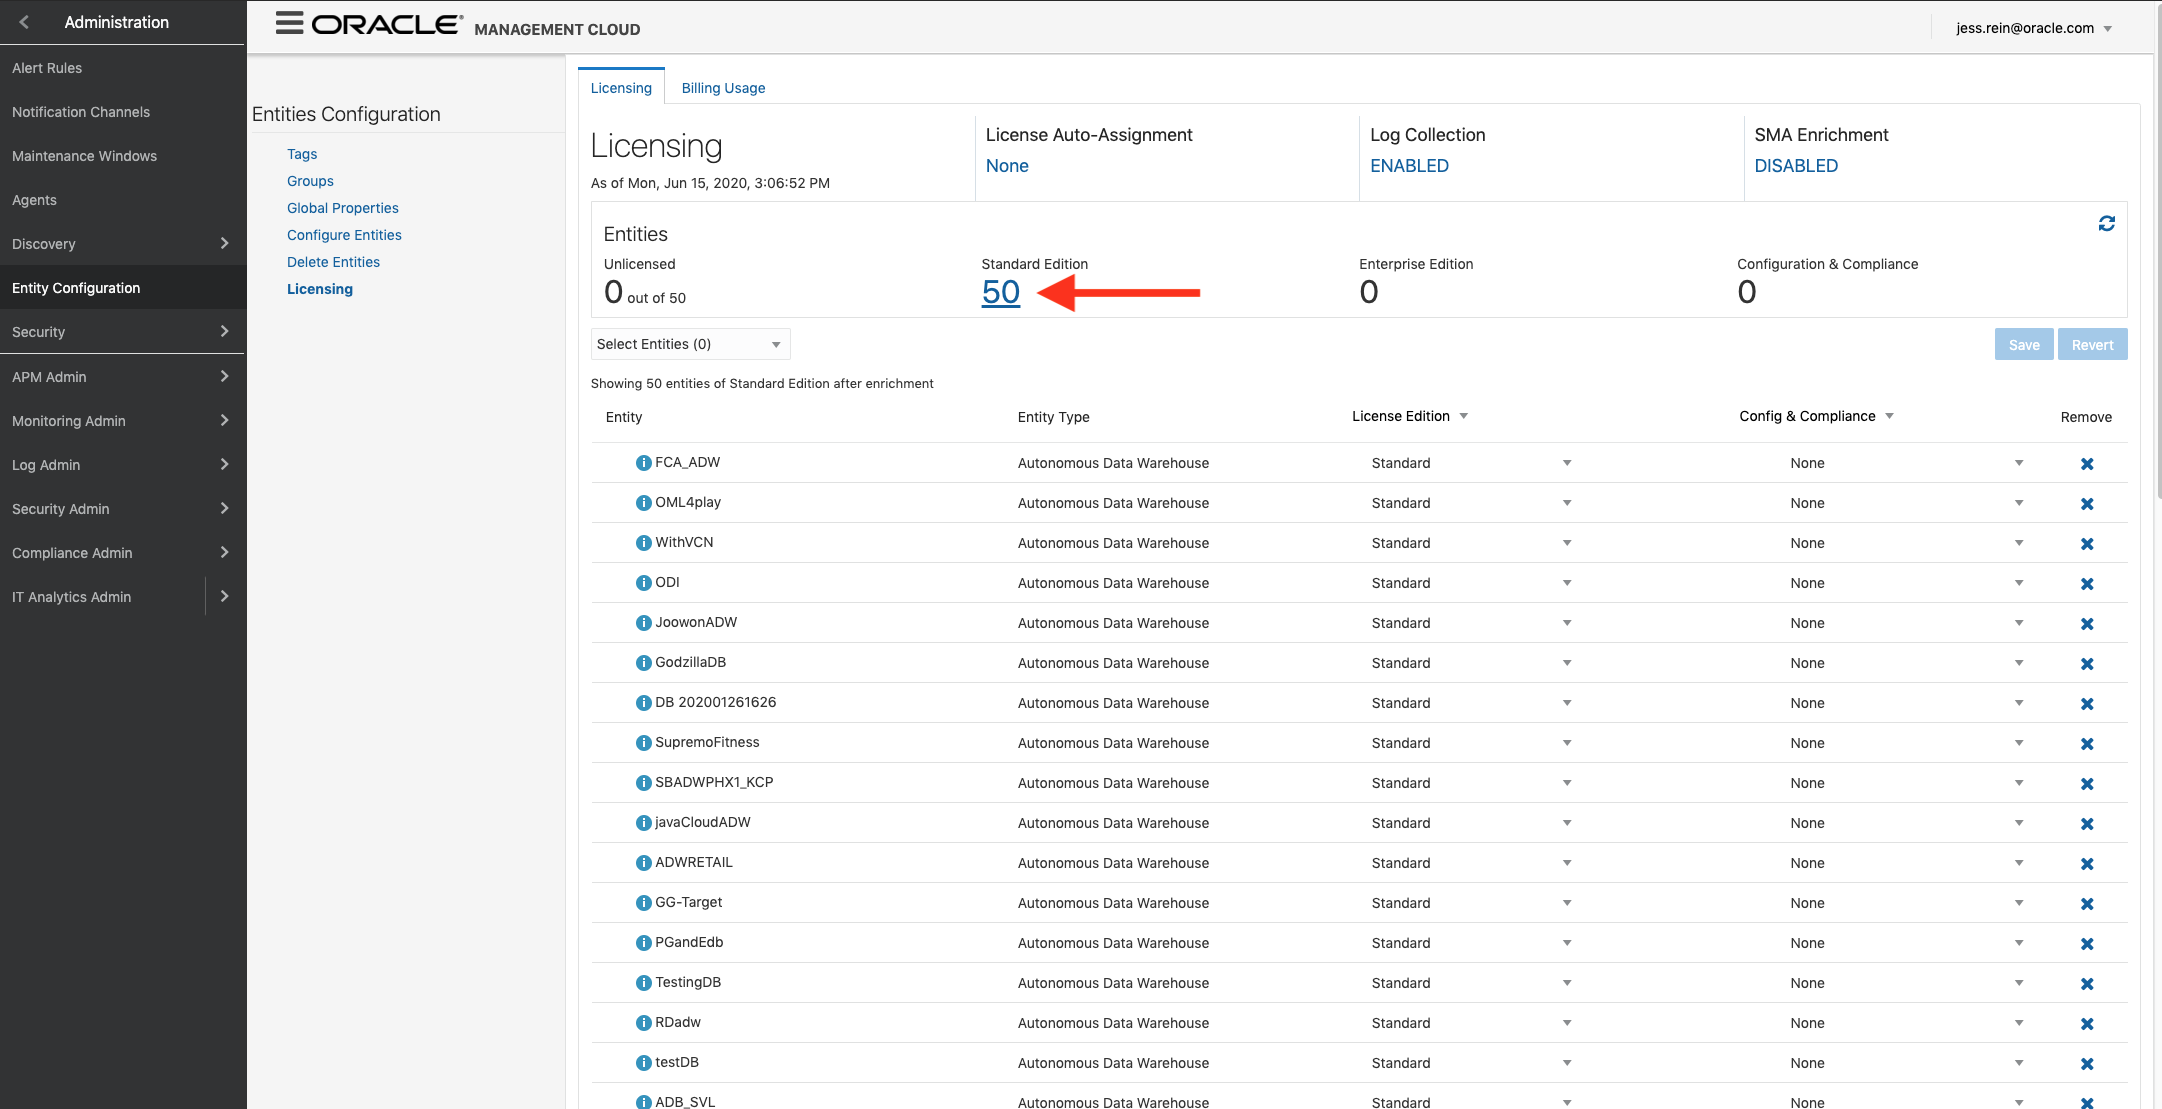 Administration
Alert Rules
Notification Channels
Maintenance Windows
Agents
Discovery
Entity Configuration
Security
APM Admin
Monitoring Admin
Log Admin
Security Admin
Compliance Admin
IT Analytics Admin
ORACLE® MANAGEMENT CLOUD
jess.rein@oracle.com
Entities Configuration
Tags
Groups
Global Properties
Configure Entities
Delete Entities
Licensing
Licensing Billing Usage
Licensing
As of Mon, Jun 15, 2020, 3:06:52 PM
License Auto-Assignment
None
Log Collection
ENABLED
SMA Enrichment
DISABLED
Entities
Unlicensed
0 out of 50
Standard Edition
50
Enterprise Edition
0
Configuration & Compliance
0
Select Entities (0)
Save Revert
Showing 50 entities of Standard Edition after enrichment
Entity Entity Type License Edition Config & Compliance Remove
FCA_ADW Autonomous Data Warehouse Standard None
OML4play Autonomous Data Warehouse Standard None
WithVCN Autonomous Data Warehouse Standard None
ODI Autonomous Data Warehouse Standard None
JoowonADW Autonomous Data Warehouse Standard None
GodzillaDB Autonomous Data Warehouse Standard None
DB 202001261626 Autonomous Data Warehouse Standard None
SupremoFitness Autonomous Data Warehouse Standard None
SBADWPHX1_KCP Autonomous Data Warehouse Standard None
javaCloudADW Autonomous Data Warehouse Standard None
ADWRETAIL Autonomous Data Warehouse Standard None
GG-Target Autonomous Data Warehouse Standard None
PGandEdb Autonomous Data Warehouse Standard None
TestingDB Autonomous Data Warehouse Standard None
RDadw Autonomous Data Warehouse Standard None
testDB Autonomous Data Warehouse Standard None
ADB_SVL Autonomous Data Warehouse Standard None